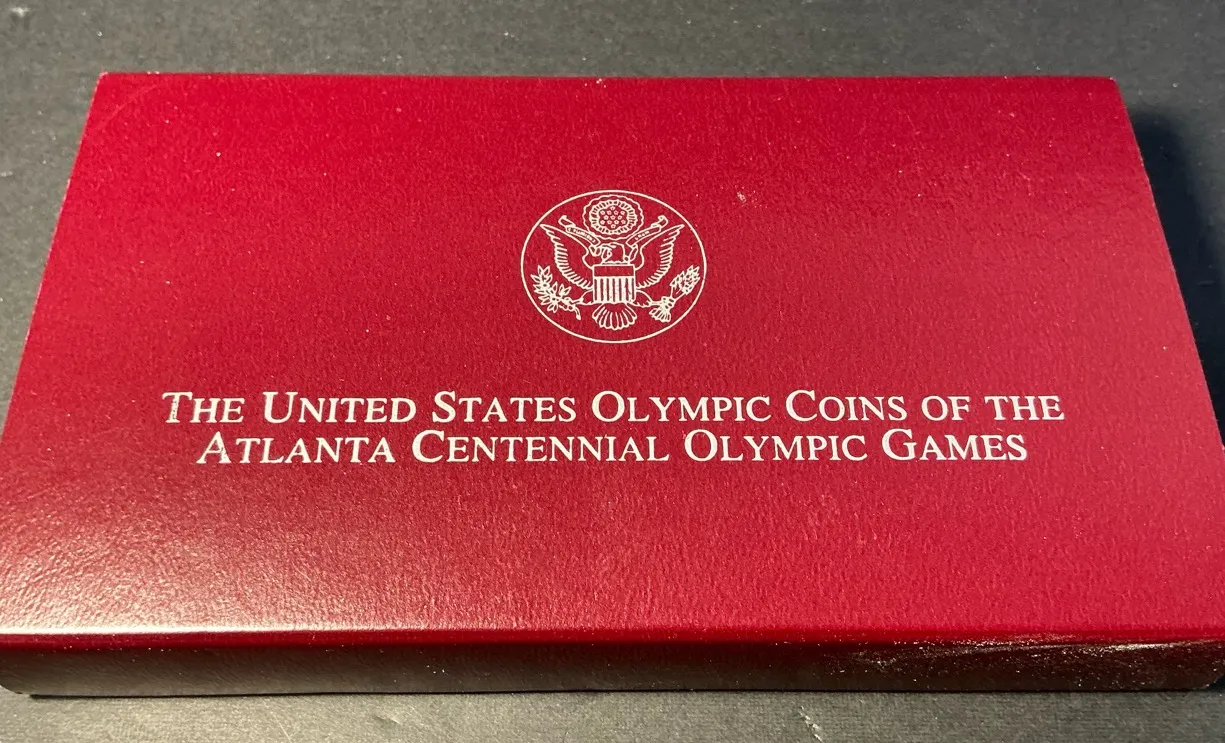 THE UNITED STATES OLYMPIC COINS OF THE
ATLANTA CENTENNIAL OLYMPIC GAMES